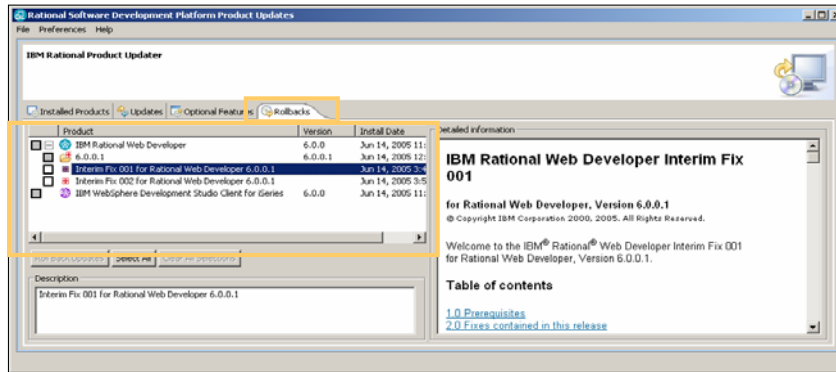 Rational Software Development Platform Product Updates
File Preferences Help
IBM Rational Product Updater
Installed Products Updates Optional Features Rollbacks
Product Version Install Date
IBM Rational Web Developer 6.0.0 Jun 14, 2005 11:
6.0.0.1 6.0.0.1 Jun 14, 2005 12:
Interim Fix 001 for Rational Web Developer 6.0.0.1 Jun 14, 2005 3:4
Interim Fix 002 for Rational Web Developer 6.0.0.1 Jun 14, 2005 3:5
IBM WebSphere Development Studio Client for iSeries 6.0.0 Jun 14, 2005 11:
Roll Back Updates Select All Clear All Selections
Description
Interim Fix 001 for Rational Web Developer 6.0.0.1
Detailed information
IBM Rational Web Developer Interim Fix
001
for Rational Web Developer, Version 6.0.0.1
© Copyright IBM Corporation 2000, 2005. All Rights Reserved.
Welcome to the IBM® Rational® Web Developer Interim Fix 001
for Rational Web Developer, Version 6.0.0.1.
Table of contents
1.0 Prerequisites
2.0 Fixes contained in this release